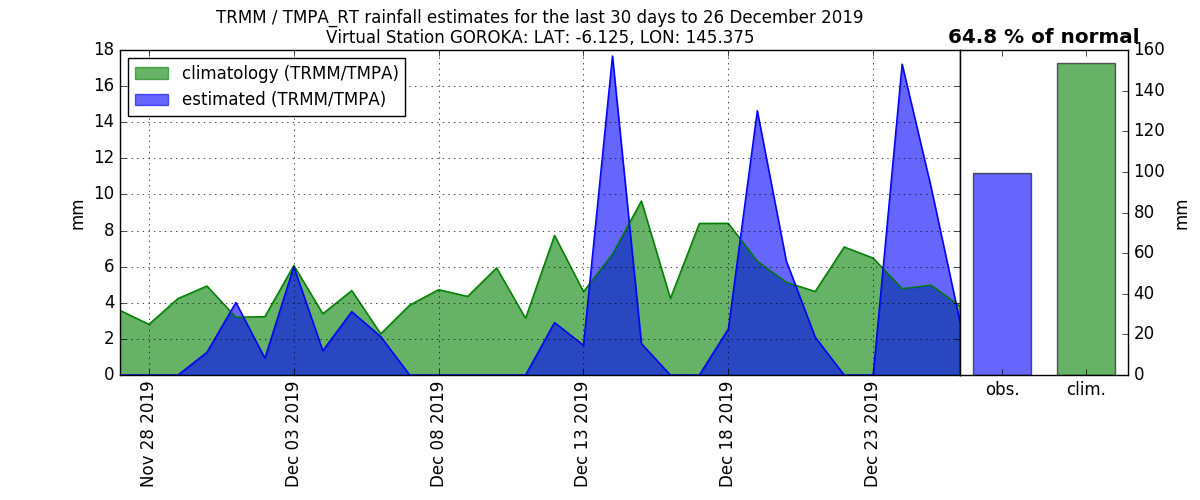 TRMM / TMPA_RT rainfall estimates for the last 30 days to 26 December 2019
Virtual Station GOROKA: LAT: -6.125, LON: 145.375
64.8 % of normal
climatology (TRMM/TMPA)
estimated (TRMM/TMPA)
18
16
14
12
10
8
6
4
2
0
mm
Nov 28 2019
Dec 03 2019
Dec 08 2019
Dec 13 2019
Dec 18 2019
Dec 23 2019
obs.
clim.
160
140
120
100
80
60
40
20
0
mm